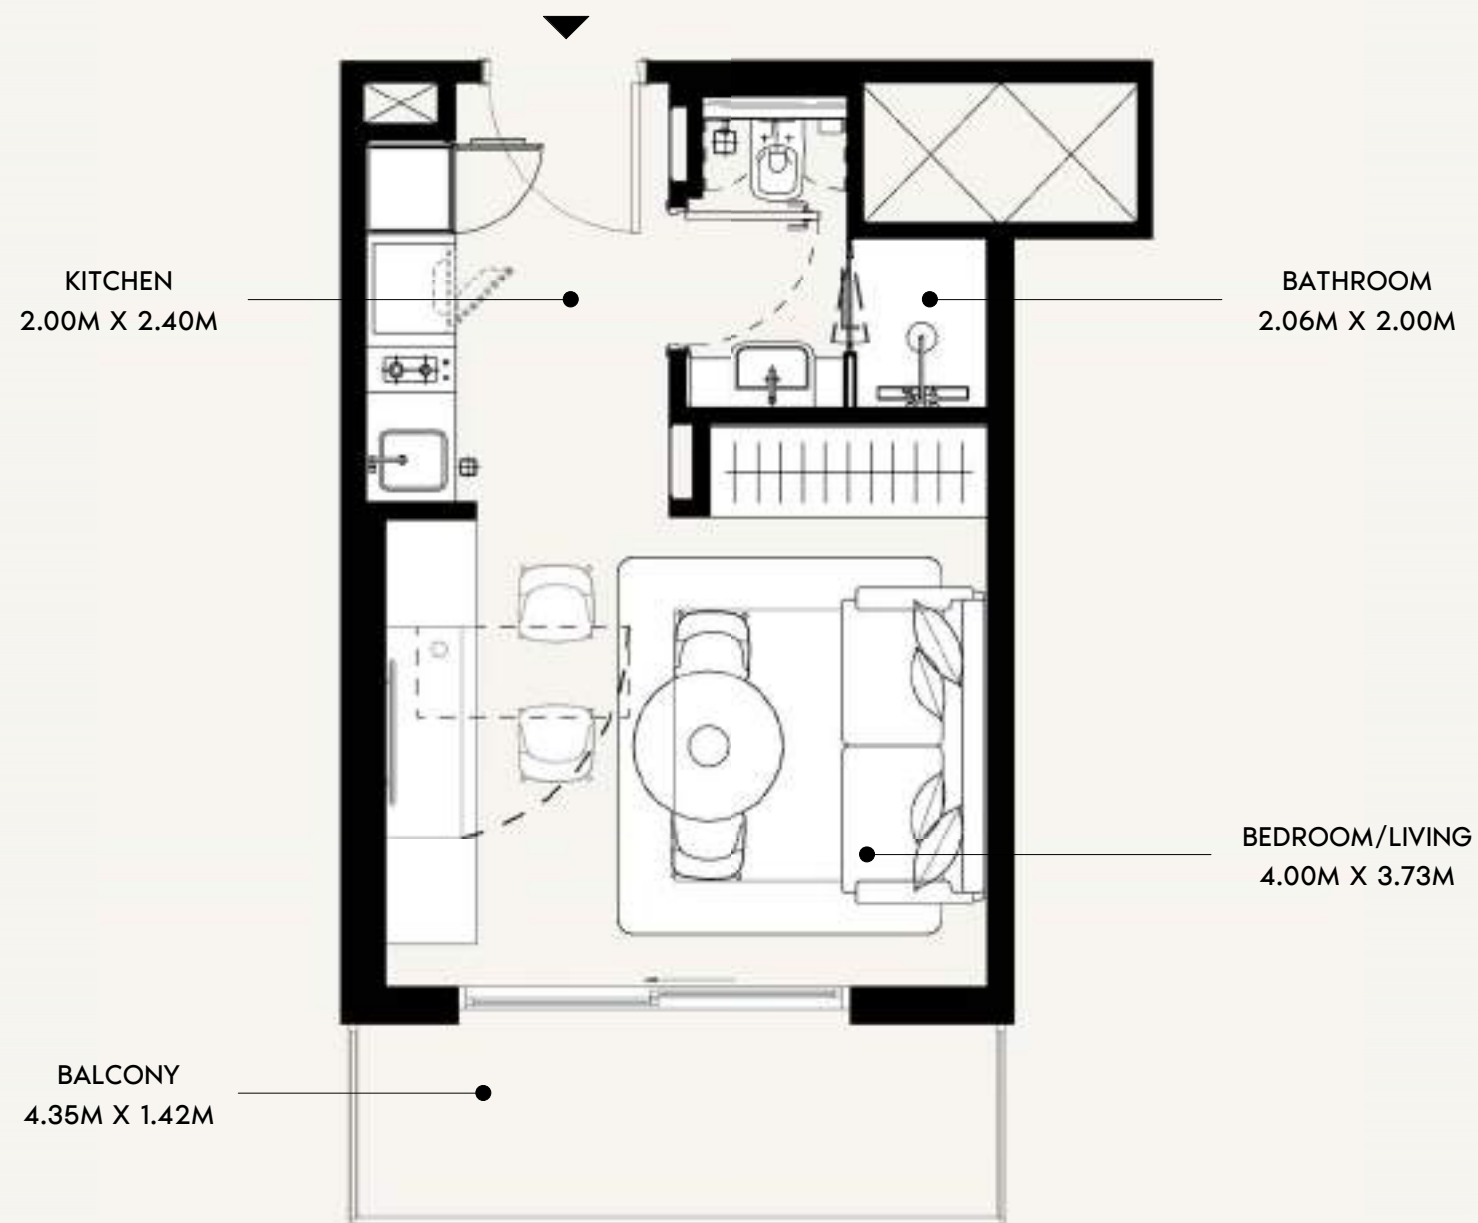 KITCHEN
2.00M X 2.40M
BATHROOM
2.06M X 2.00M
BEDROOM/LIVING
4.00M X 3.73M
BALCONY
4.35M X 1.42M